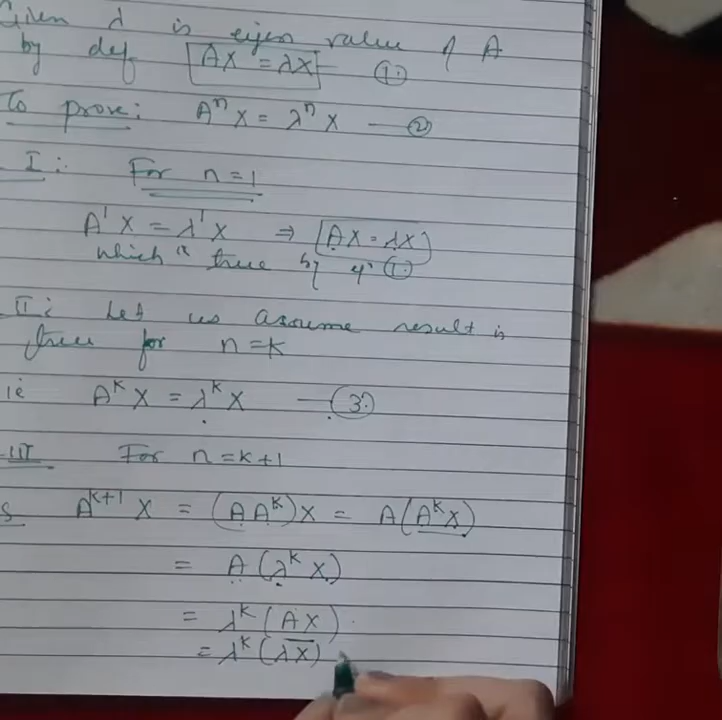 Given λ is eigen value of A
by def AX = λX — ①
To prove: Aⁿ X = λⁿ X — ②
I: For n=1
A¹ X = λ¹ X ⇒ AX = λX
which is true by ①
II: Let us assume result is
true for n=k
ie Aᵏ X = λᵏ X — ③
III For n=k+1
Aᵏ⁺¹ X = (A Aᵏ)X = A(AᵏX)
= A (λᵏ X)
= λᵏ (AX)
= λᵏ (λX)